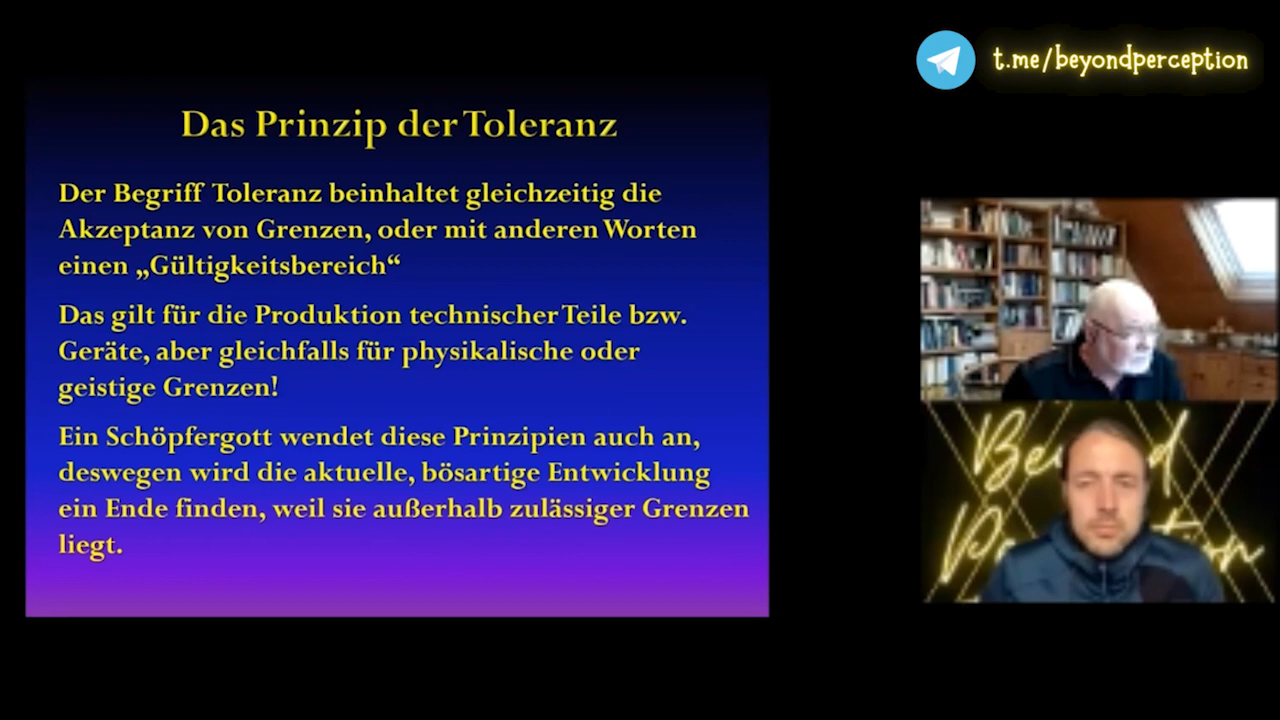 t.me/beyondperception
Das Prinzip der Toleranz
Der Begriff Toleranz beinhaltet gleichzeitig die
Akzeptanz von Grenzen, oder mit anderen Worten
einen „Gültigkeitsbereich“
Das gilt für die Produktion technischer Teile bzw.
Geräte, aber gleichfalls für physikalische oder
geistige Grenzen!
Ein Schöpfergott wendet diese Prinzipien auch an,
deswegen wird die aktuelle, bösartige Entwicklung
ein Ende finden, weil sie außerhalb zulässiger Grenzen
liegt.